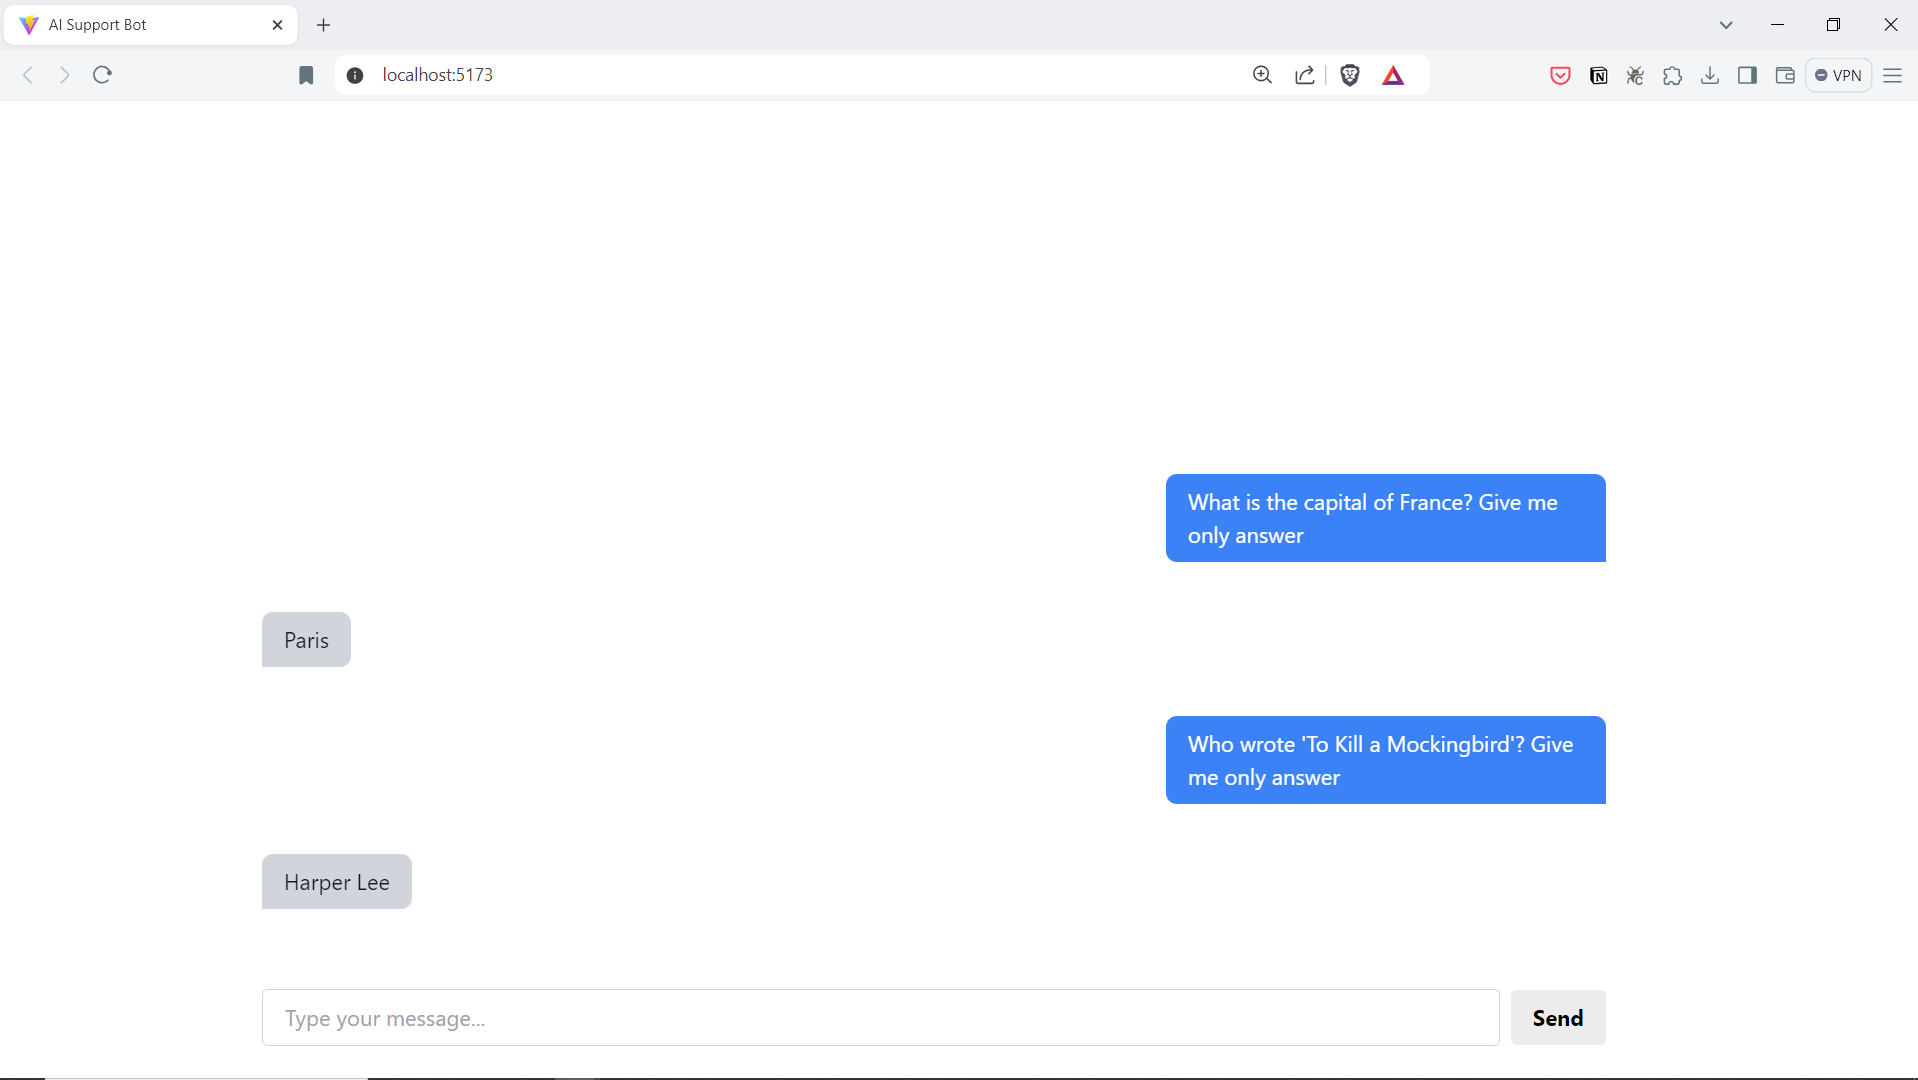 AI Support Bot
localhost:5173
VPN
What is the capital of France? Give me
only answer
Paris
Who wrote 'To Kill a Mockingbird'? Give
me only answer
Harper Lee
Type your message...
Send